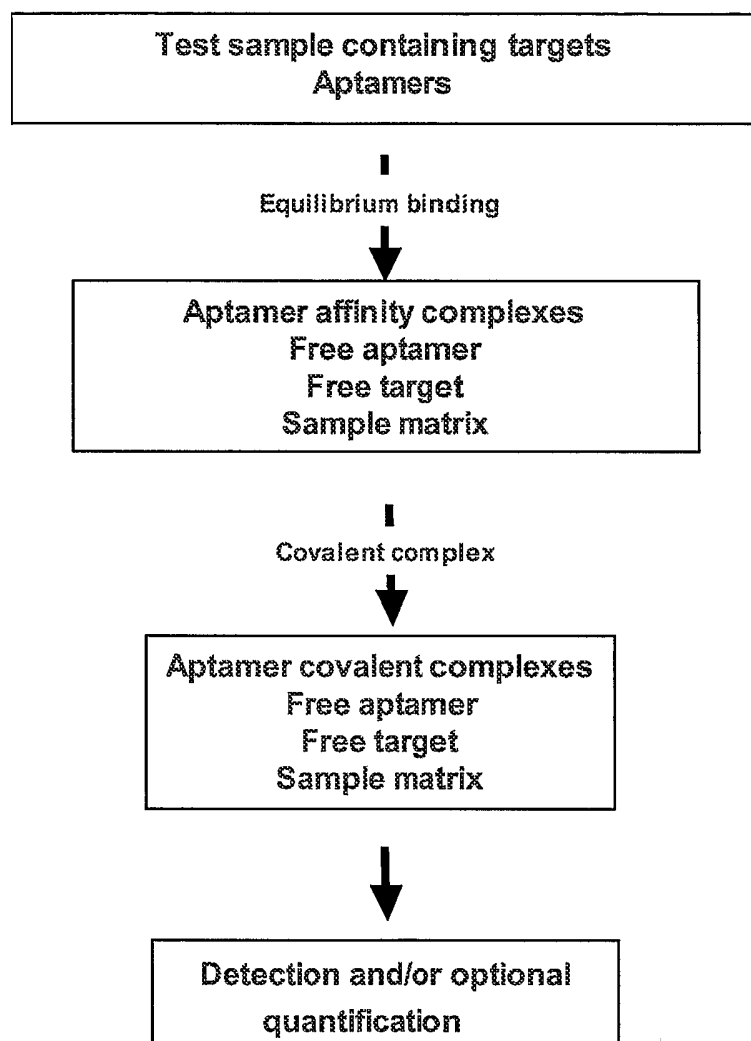 Test sample containing targets
Aptamers
Equilibrium binding
Aptamer affinity complexes
Free aptamer
Free target
Sample matrix
Covalent complex
Aptamer covalent complexes
Free aptamer
Free target
Sample matrix
Detection and/or optional
quantification